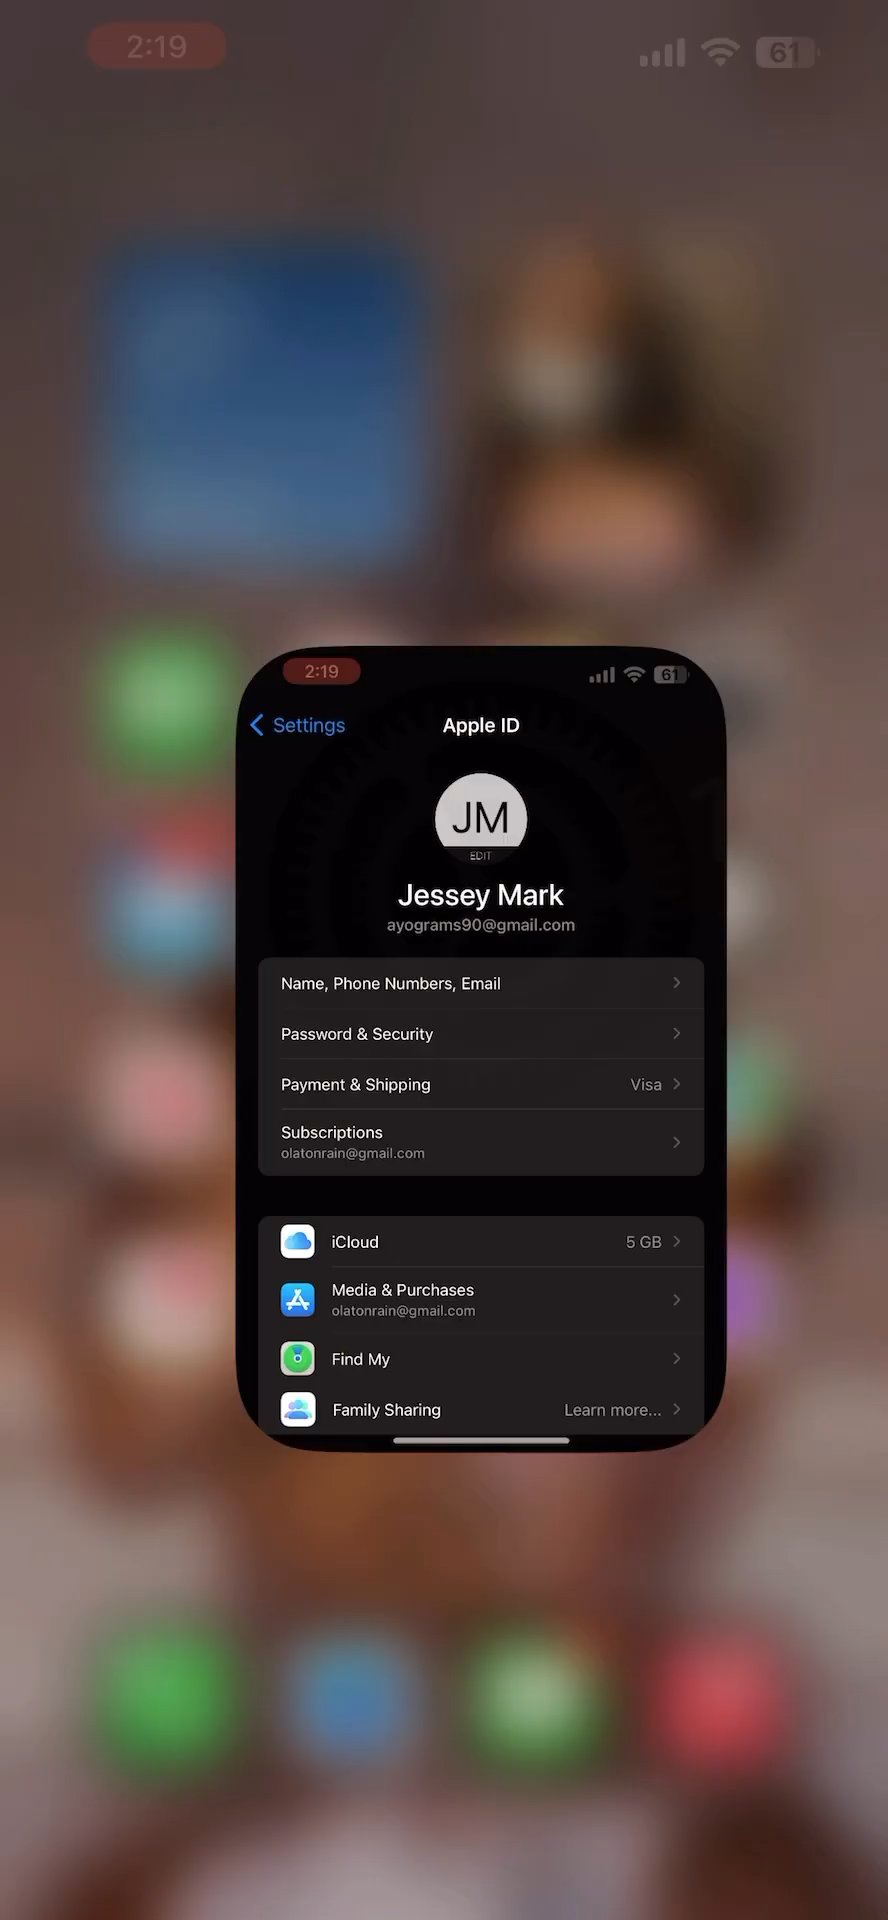 2:19
61
2:19
61
Settings
Apple ID
JM
EDIT
Jessey Mark
ayograms90@gmail.com
Name, Phone Numbers, Email
Password & Security
Payment & Shipping
Visa
Subscriptions
olatonrain@gmail.com
iCloud
5 GB
Media & Purchases
olatonrain@gmail.com
Find My
Family Sharing
Learn more...